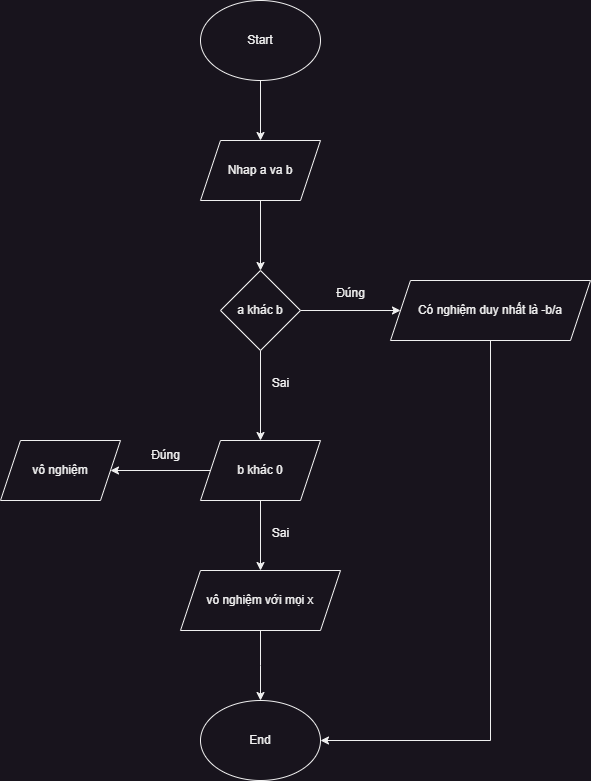 Start
Nhap a va b
a khác b
Đúng
Có nghiệm duy nhất là -b/a
Sai
vô nghiệm
Đúng
b khác 0
Sai
vô nghiệm với mọi x
End